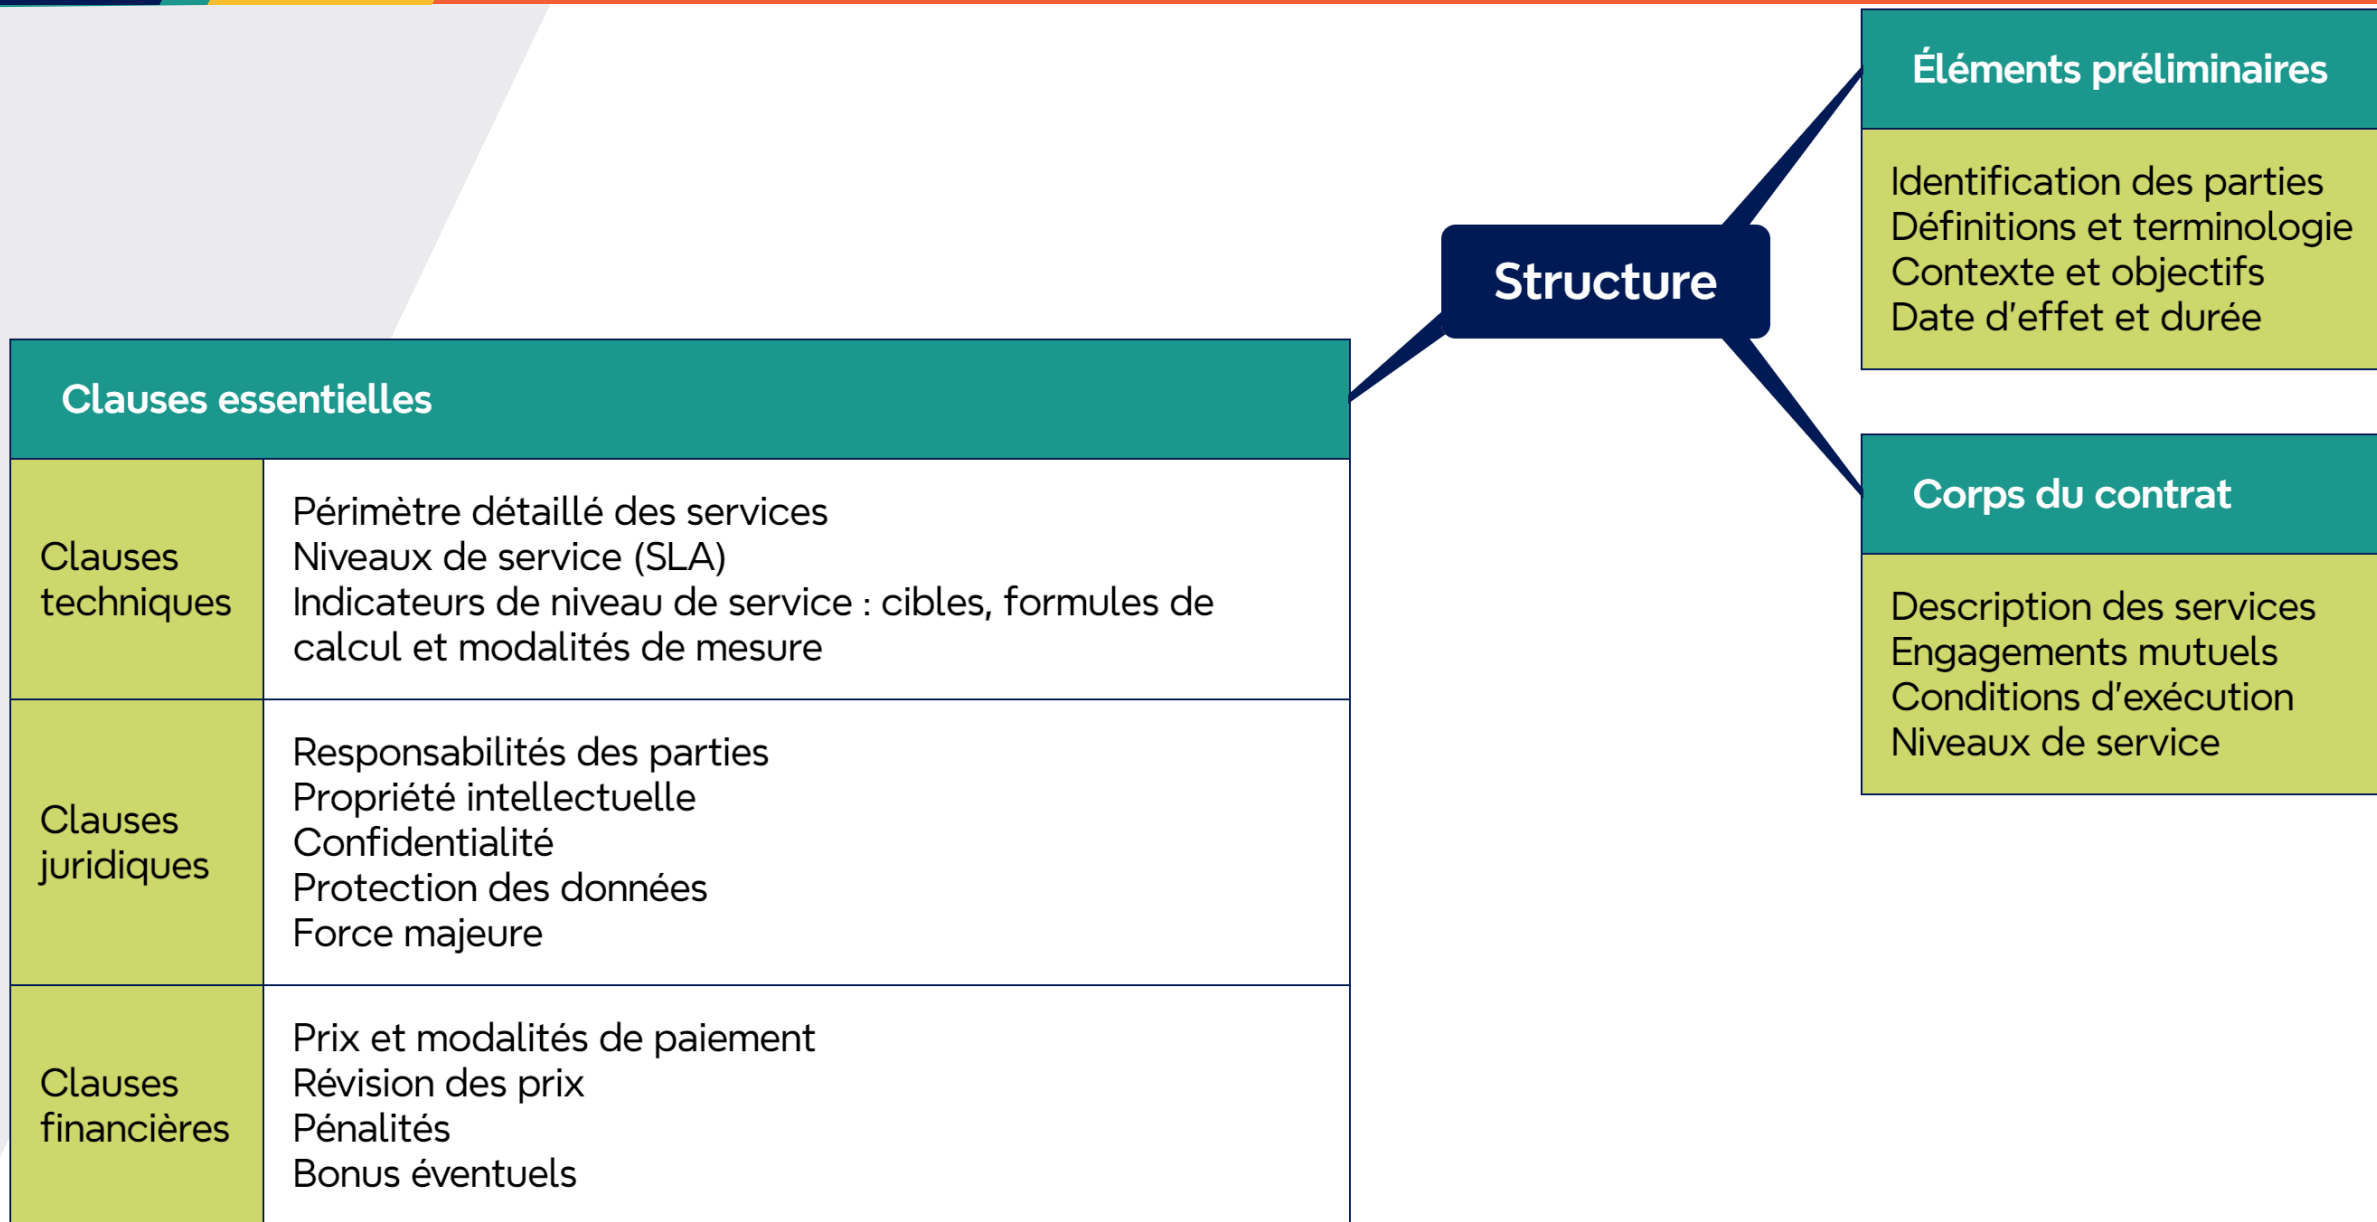 Structure
Éléments préliminaires
Identification des parties
Définitions et terminologie
Contexte et objectifs
Date d'effet et durée
Corps du contrat
Description des services
Engagements mutuels
Conditions d'exécution
Niveaux de service
Clauses essentielles
Clauses
techniques
Périmètre détaillé des services
Niveaux de service (SLA)
Indicateurs de niveau de service : cibles, formules de
calcul et modalités de mesure
Clauses
juridiques
Responsabilités des parties
Propriété intellectuelle
Confidentialité
Protection des données
Force majeure
Clauses
financières
Prix et modalités de paiement
Révision des prix
Pénalités
Bonus éventuels